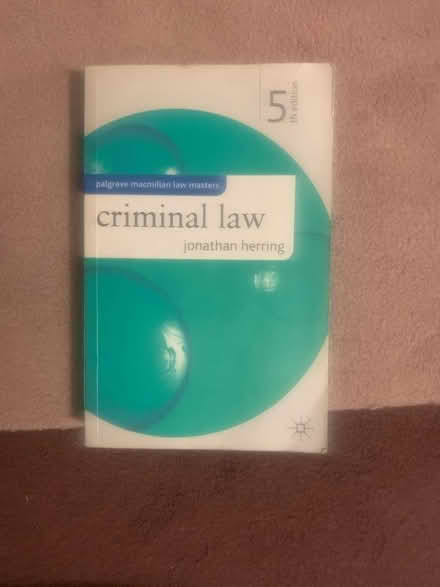 5
th edition
palgrave macmillan law masters
criminal law
jonathan herring